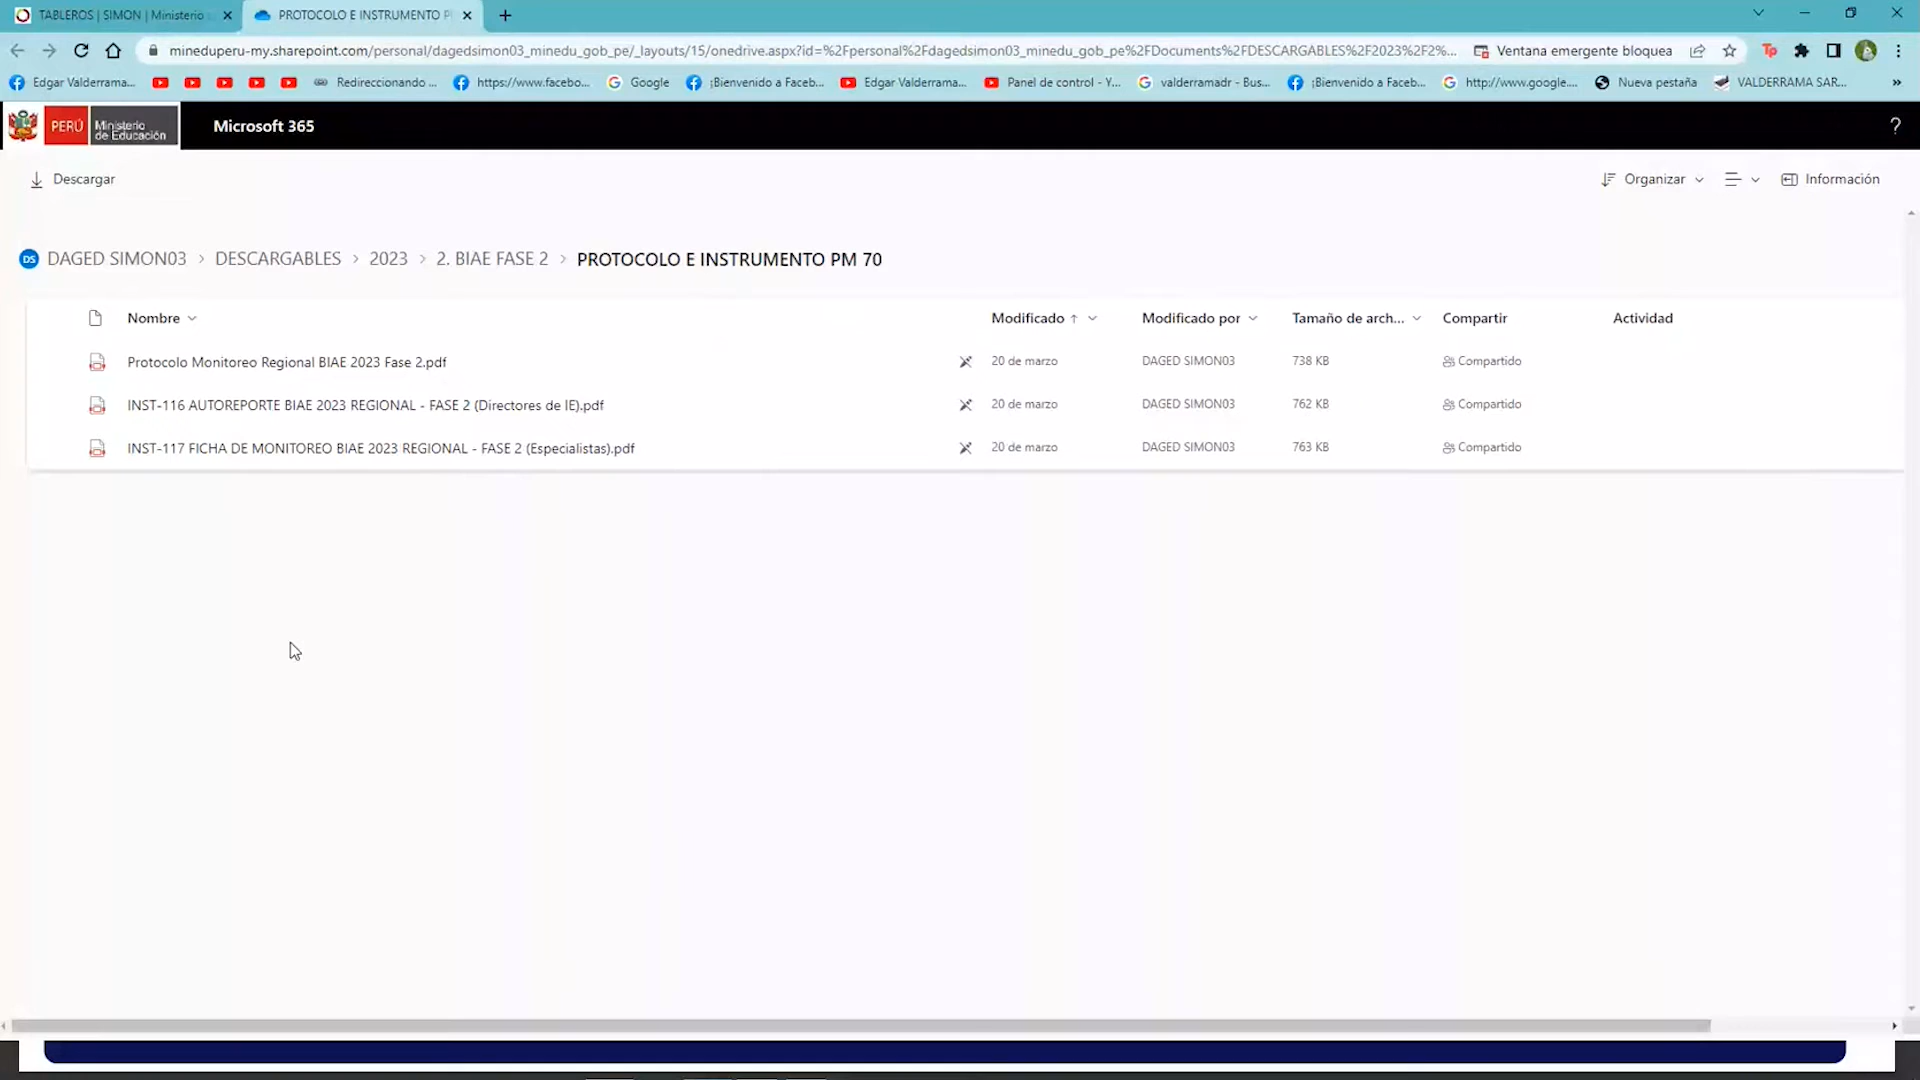 TABLEROS | SIMON | Ministerio
PROTOCOLO E INSTRUMENTO P
mineduperu-my.sharepoint.com/personal/dagedsimon03_minedu_gob_pe/_layouts/15/onedrive.aspx?id=%2Fpersonal%2Fdagedsimon03_minedu_gob_pe%2FDocuments%2FDESCARGABLES%2F2023%2F2%...
Ventana emergente bloquea
Edgar Valderrama... Redireccionando ... https://www.facebo... Google ¡Bienvenido a Faceb... Edgar Valderrama... Panel de control - Y... valderramadr - Bus... ¡Bienvenido a Faceb... http://www.google.... Nueva pestaña VALDERRAMA SAR... »
PERÚ Ministerio
de Educación
Microsoft 365 ?
Descargar Organizar Información
DS DAGED SIMON03 > DESCARGABLES > 2023 > 2. BIAE FASE 2 > PROTOCOLO E INSTRUMENTO PM 70
Nombre Modificado ↑ Modificado por Tamaño de arch... Compartir Actividad
Protocolo Monitoreo Regional BIAE 2023 Fase 2.pdf 20 de marzo DAGED SIMON03 738 KB Compartido
INST-116 AUTOREPORTE BIAE 2023 REGIONAL - FASE 2 (Directores de IE).pdf 20 de marzo DAGED SIMON03 762 KB Compartido
INST-117 FICHA DE MONITOREO BIAE 2023 REGIONAL - FASE 2 (Especialistas).pdf 20 de marzo DAGED SIMON03 763 KB Compartido